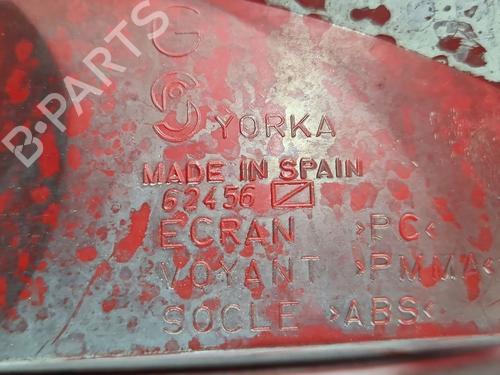 B-PARTS
G
YORKA
MADE IN SPAIN
62456
ECRAN >PC<
VOYANT >PMMA<
SOCLE >ABS<